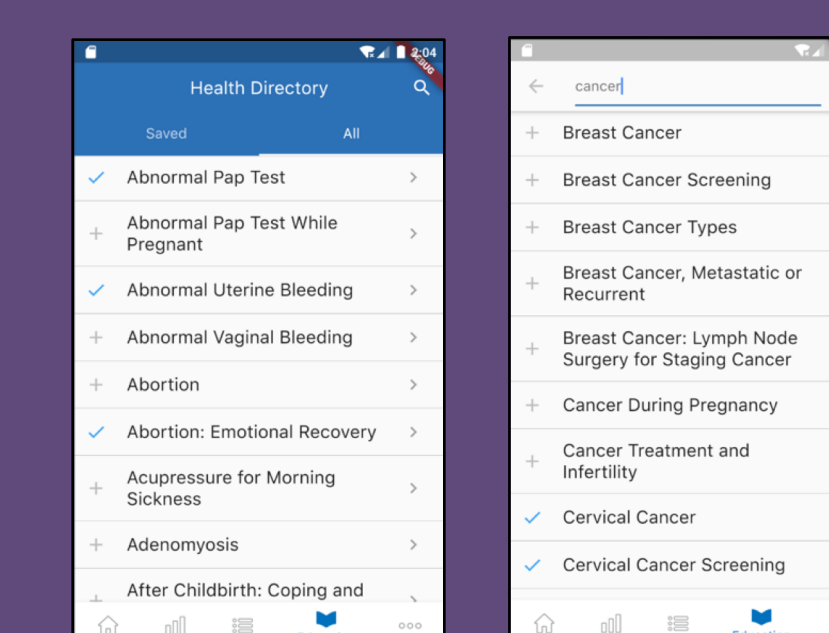 2:04
DEBUG
Health Directory
Saved All
Abnormal Pap Test
Abnormal Pap Test While
Pregnant
Abnormal Uterine Bleeding
Abnormal Vaginal Bleeding
Abortion
Abortion: Emotional Recovery
Acupressure for Morning
Sickness
Adenomyosis
After Childbirth: Coping and
cancer
Breast Cancer
Breast Cancer Screening
Breast Cancer Types
Breast Cancer, Metastatic or
Recurrent
Breast Cancer: Lymph Node
Surgery for Staging Cancer
Cancer During Pregnancy
Cancer Treatment and
Infertility
Cervical Cancer
Cervical Cancer Screening